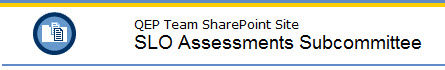 QEP Team SharePoint Site
SLO Assessments Subcommittee